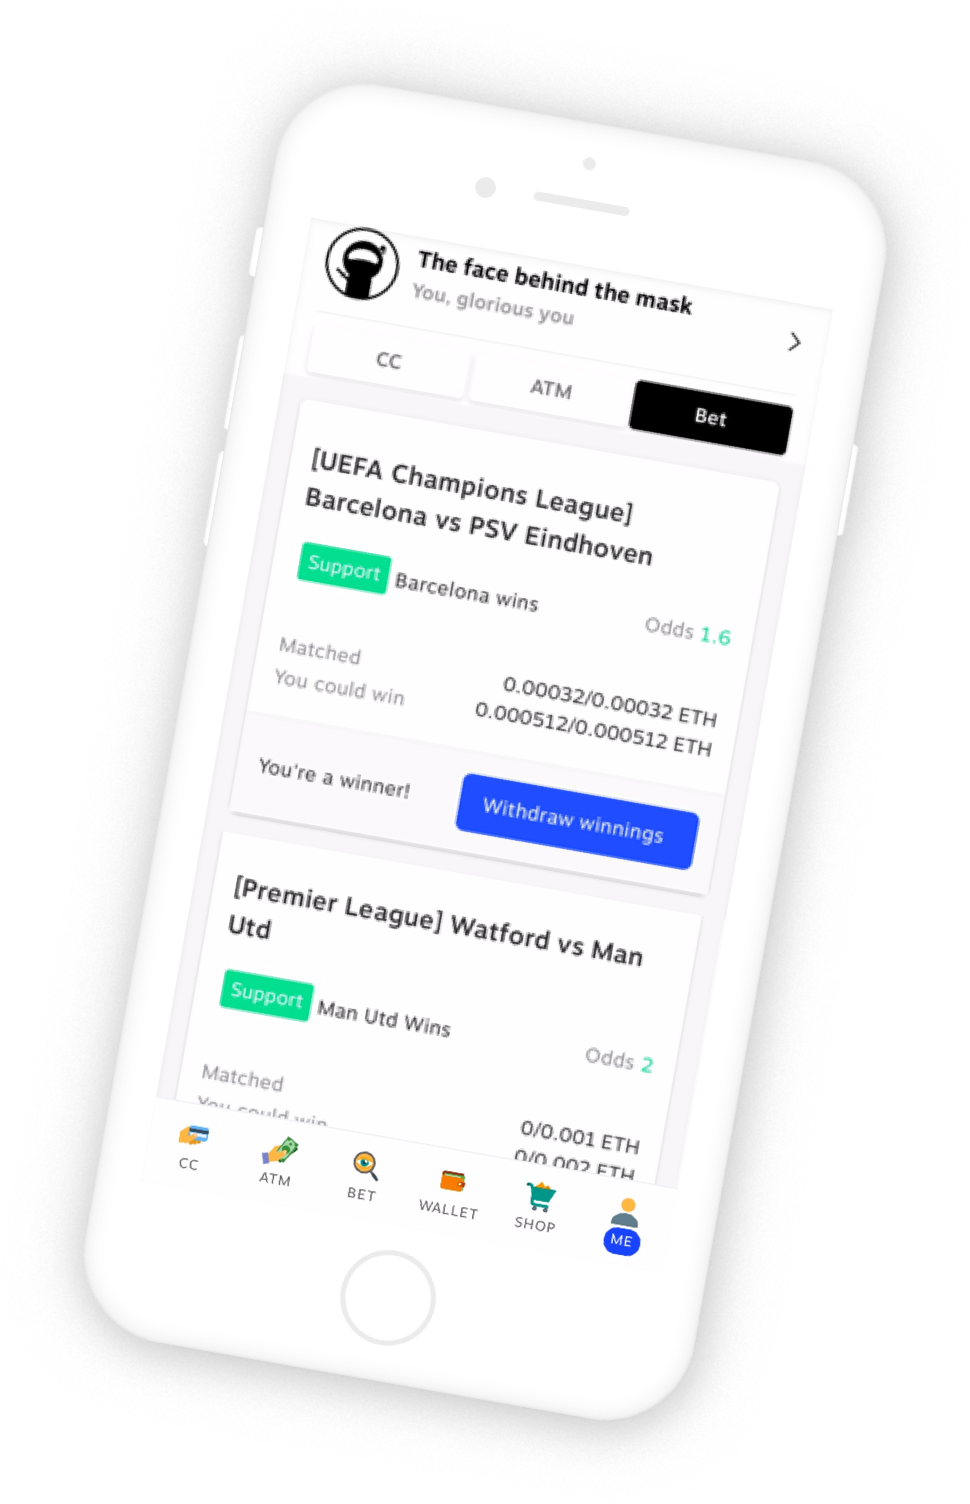 The face behind the mask
You, glorious you
CC
ATM
Bet
[UEFA Champions League]
Barcelona vs PSV Eindhoven
Support Barcelona wins
Odds 1.6
Matched 0.00032/0.00032 ETH
You could win 0.000512/0.000512 ETH
You're a winner!
Withdraw winnings
[Premier League] Watford vs Man
Utd
Support Man Utd Wins
Odds 2
Matched 0/0.001 ETH
You could win 0/0.002 ETH
CC
ATM
BET
WALLET
SHOP
ME